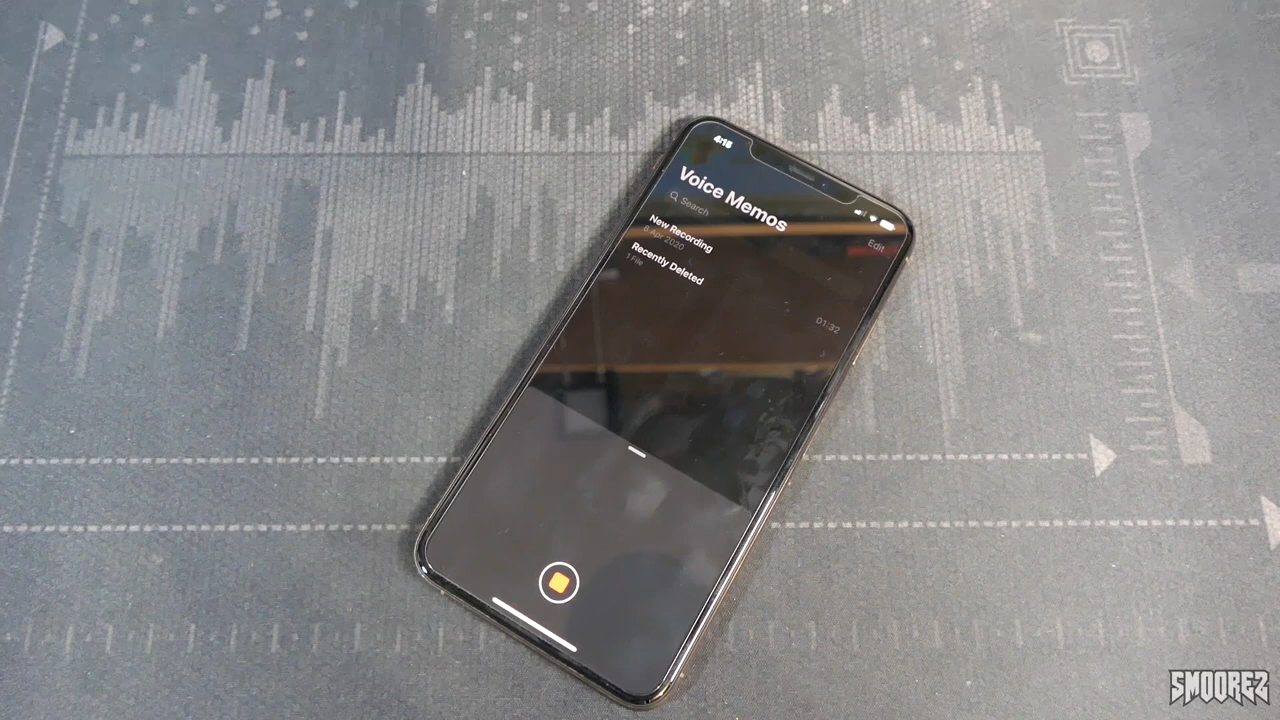 4:15
Voice Memos
Search
Edit
New Recording
8 Apr 2020
01:32
Recently Deleted
1 File
SMOOREZ